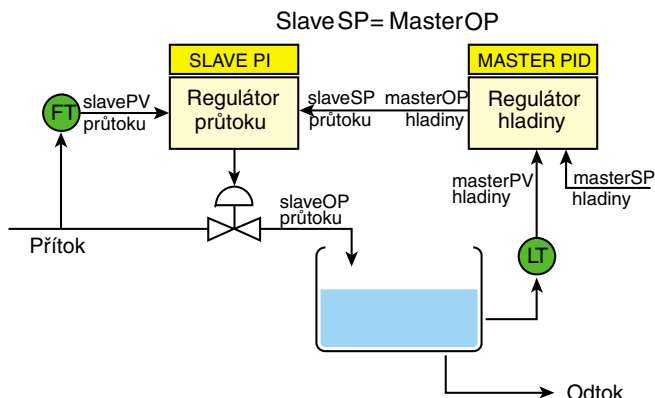 Slave SP = Master OP
SLAVE PI
MASTER PID
Regulátor
průtoku
Regulátor
hladiny
FT
slavePV
průtoku
slaveSP
průtoku
masterOP
hladiny
masterPV
hladiny
masterSP
hladiny
slaveOP
průtoku
Přítok
LT
Odtok